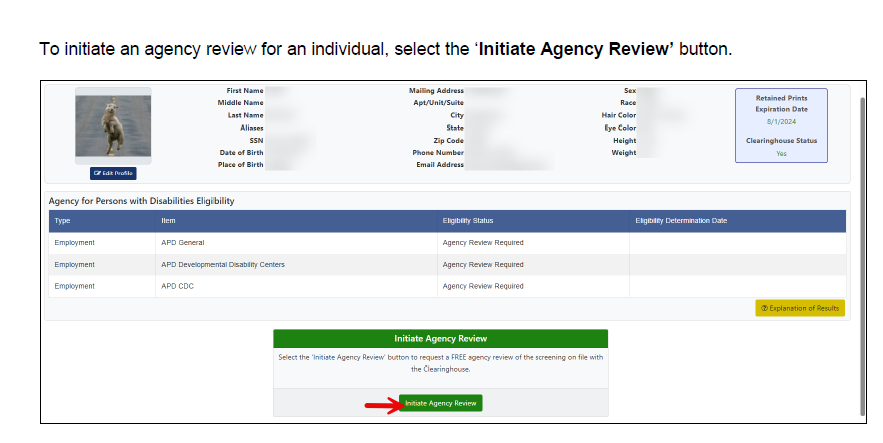 To initiate an agency review for an individual, select the ‘Initiate Agency Review’ button.
First Name
Middle Name
Last Name
Aliases
SSN
Date of Birth
Place of Birth
Mailing Address
Apt/Unit/Suite
City
State
Zip Code
Phone Number
Email Address
Sex
Race
Hair Color
Eye Color
Height
Weight
Retained Prints
Expiration Date
8/1/2024
Clearinghouse Status
Yes
Edit Profile
Agency for Persons with Disabilities Eligibility
Type Item Eligibility Status Eligibility Determination Date
Employment APD General Agency Review Required
Employment APD Developmental Disability Centers Agency Review Required
Employment APD CDC Agency Review Required
Explanation of Results
Initiate Agency Review
Select the 'Initiate Agency Review' button to request a FREE agency review of the screening on file with
the Clearinghouse.
Initiate Agency Review